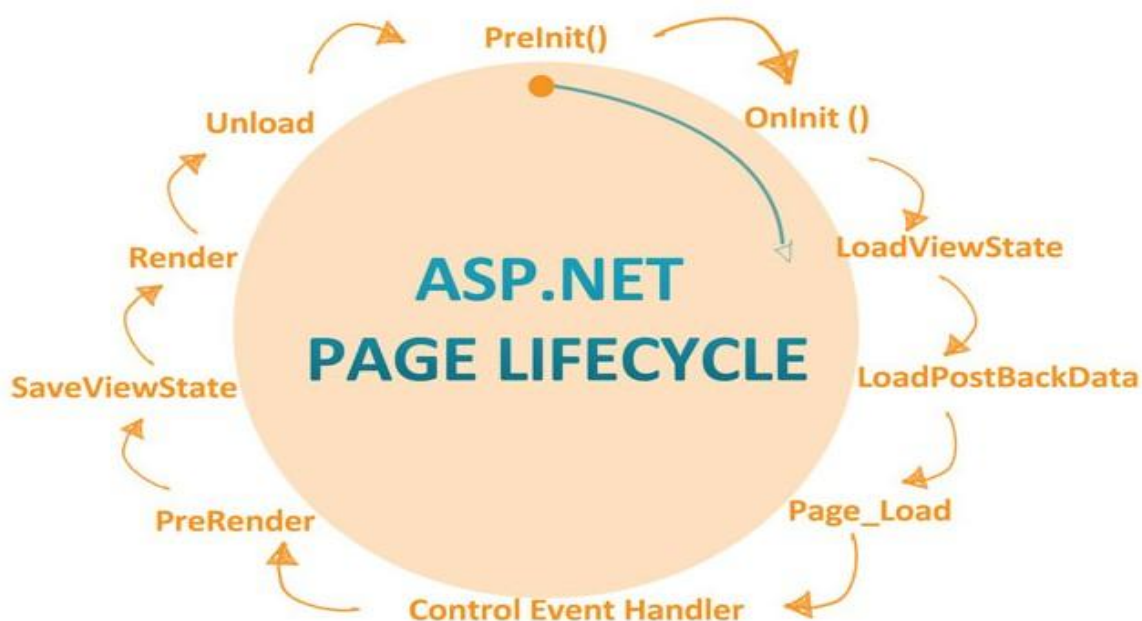 PreInit()
OnInit ()
LoadViewState
LoadPostBackData
Page_Load
Control Event Handler
PreRender
SaveViewState
Render
Unload
ASP.NET
PAGE LIFECYCLE